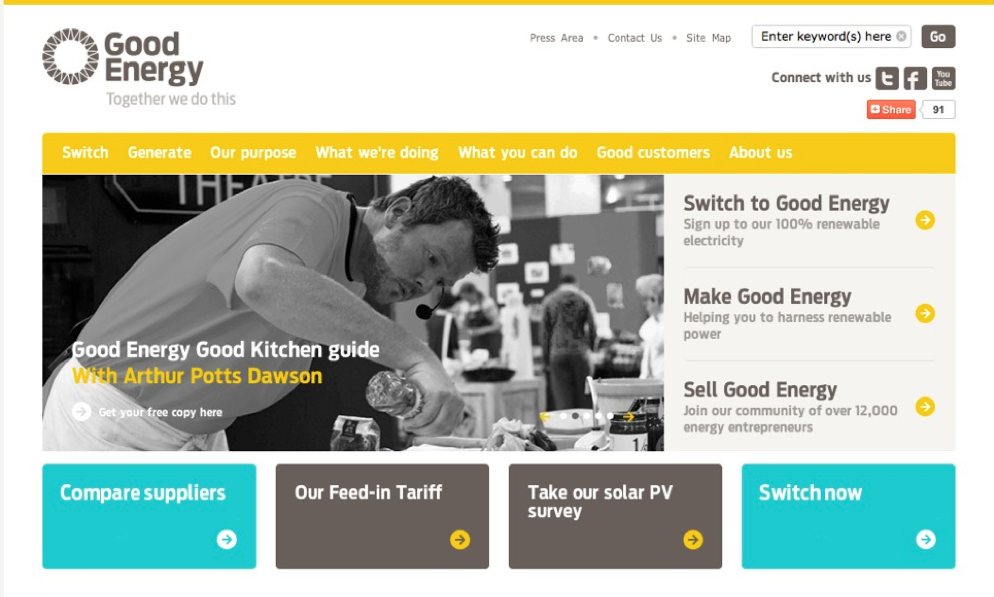 Good
Energy
Together we do this
Press Area • Contact Us • Site Map
Enter keyword(s) here
Go
Connect with us
You
Tube
Share
91
Switch Generate Our purpose What we're doing What you can do Good customers About us
THEATRE
Good Energy Good Kitchen guide
With Arthur Potts Dawson
Get your free copy here
Switch to Good Energy
Sign up to our 100% renewable
electricity
Make Good Energy
Helping you to harness renewable
power
Sell Good Energy
Join our community of over 12,000
energy entrepreneurs
Compare suppliers
Our Feed-in Tariff
Take our solar PV
survey
Switch now